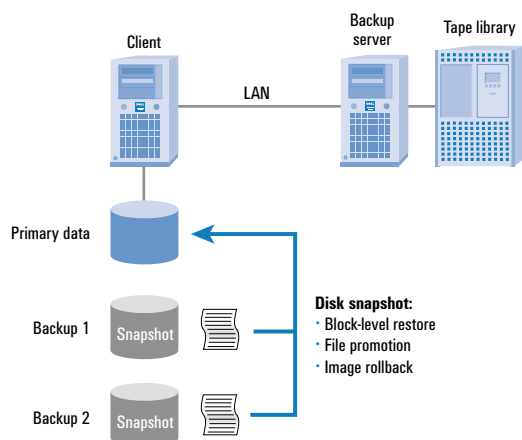 Client
Backup
server
Tape library
LAN
Primary data
Backup 1
Snapshot
Disk snapshot:
· Block-level restore
· File promotion
· Image rollback
Backup 2
Snapshot